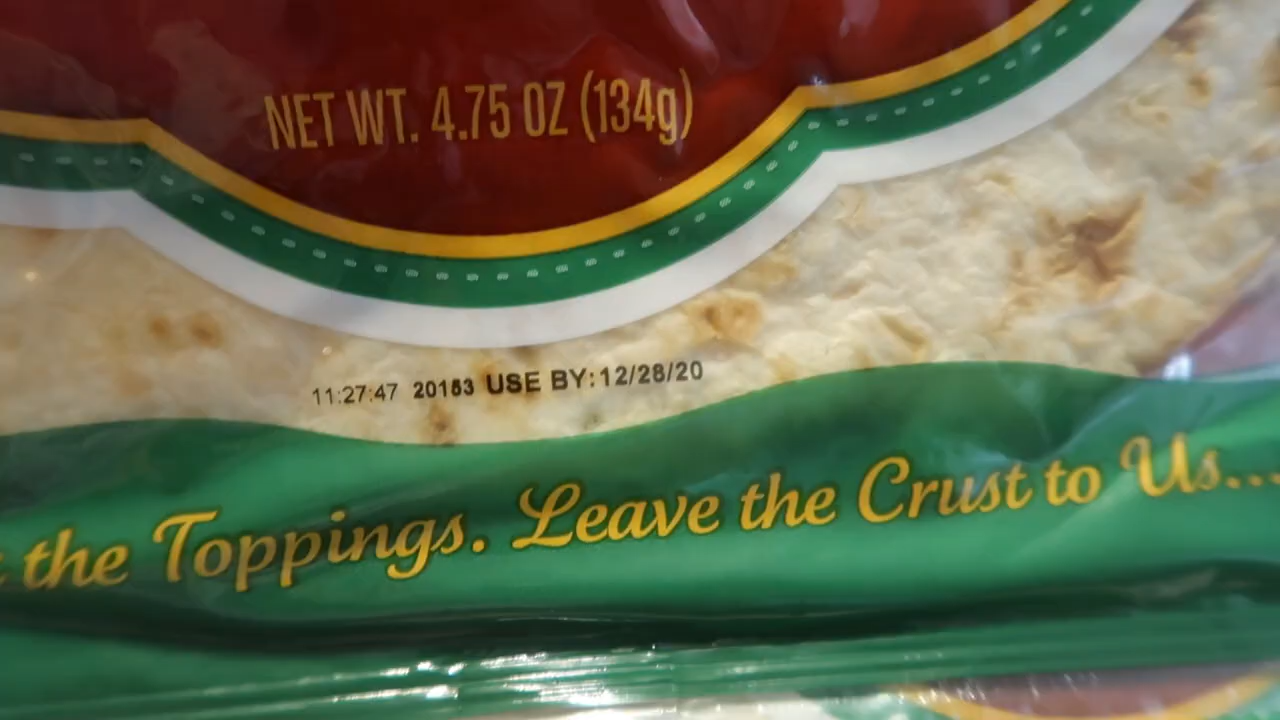 NET WT. 4.75 OZ (134g)
11:27:47 20183 USE BY:12/28/20
the Toppings. Leave the Crust to Us...